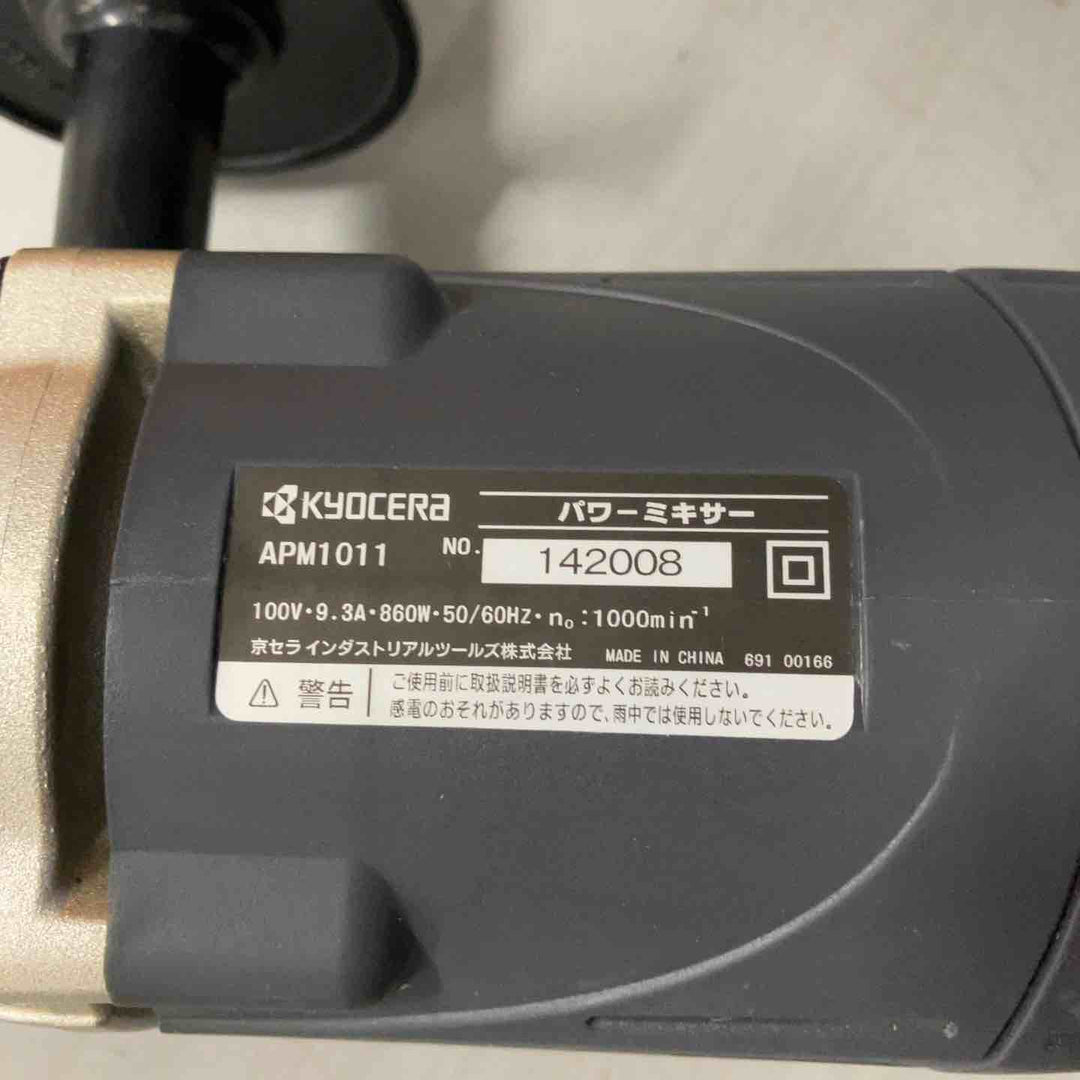 KYOCERA パワーミキサー
APM1011 NO. 142008
100V・9.3A・860W・50/60HZ・n₀:1000min⁻¹
京セラインダストリアルツールズ株式会社 MADE IN CHINA 691 00166
⚠ 警告 ご使用前に取扱説明書を必ずよくお読みください。
感電のおそれがありますので、雨中では使用しないでください。